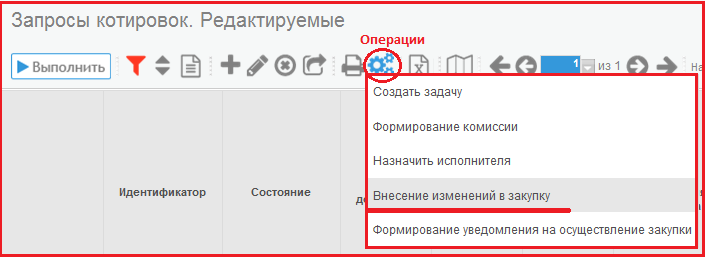 Запросы котировок. Редактируемые
Операции
Выполнить
1 из 1
На
Создать задачу
Формирование комиссии
Назначить исполнителя
Идентификатор
Состояние
Внесение изменений в закупку
Формирование уведомления на осуществление закупки